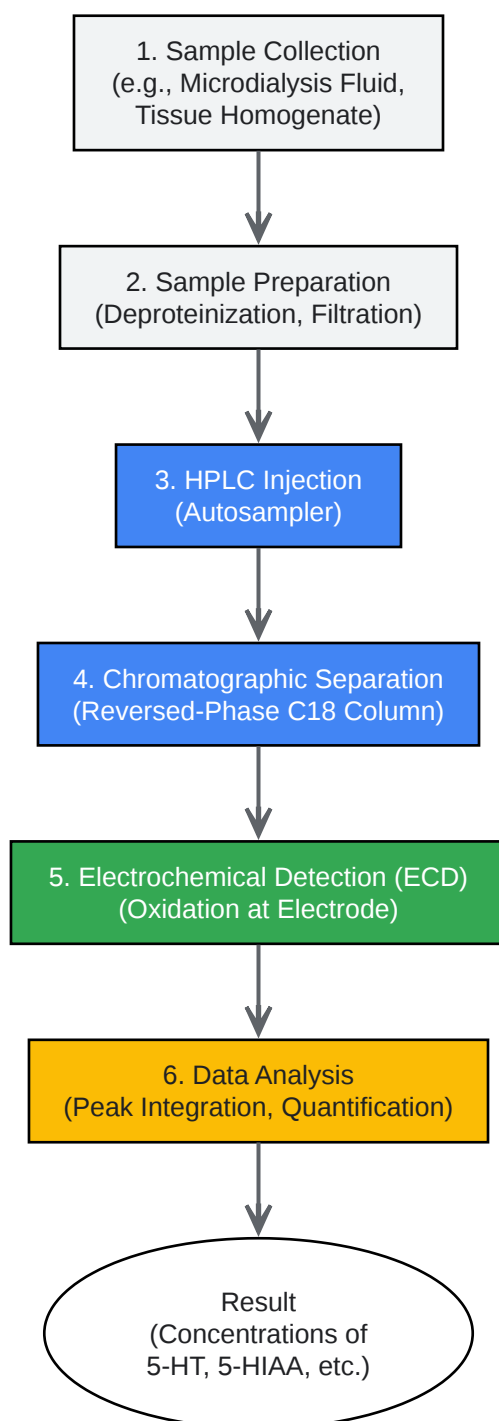 1. Sample Collection
(e.g., Microdialysis Fluid,
Tissue Homogenate)
2. Sample Preparation
(Deproteinization, Filtration)
3. HPLC Injection
(Autosampler)
4. Chromatographic Separation
(Reversed-Phase C18 Column)
5. Electrochemical Detection (ECD)
(Oxidation at Electrode)
6. Data Analysis
(Peak Integration, Quantification)
Result
(Concentrations of
5-HT, 5-HIAA, etc.)